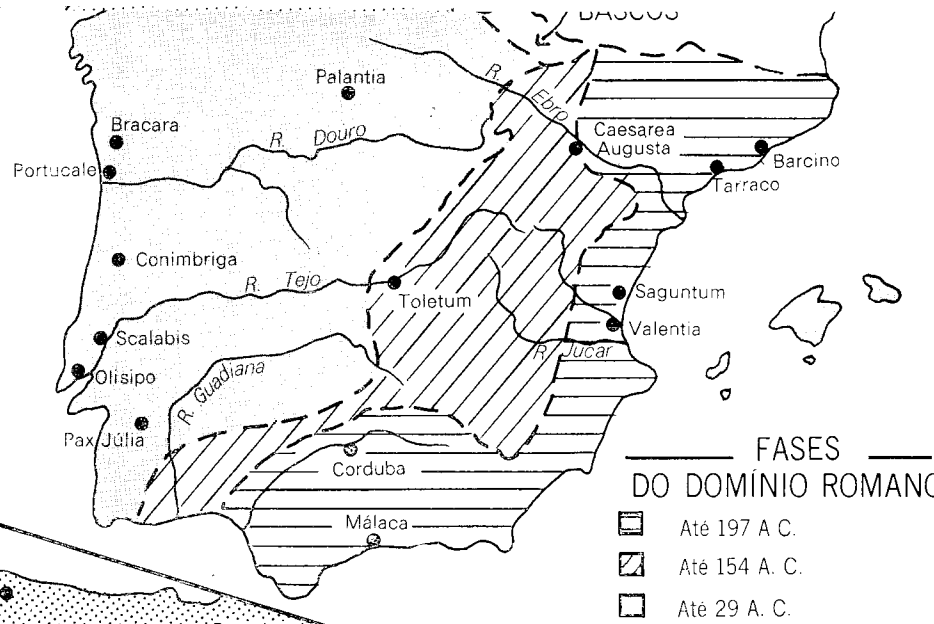 BASCOS
Palantia
R. Ebro
Bracara
R. Douro
Caesarea
Augusta
Portucale
Barcino
Tarraco
Conimbriga
R. Tejo
Toletum
Saguntum
Scalabis
Valentia
R. Jucar
Olisipo
R. Guadiana
Pax Júlia
Corduba
Málaca
FASES
DO DOMÍNIO ROMANO
Até 197 A C.
Até 154 A. C.
Até 29 A. C.